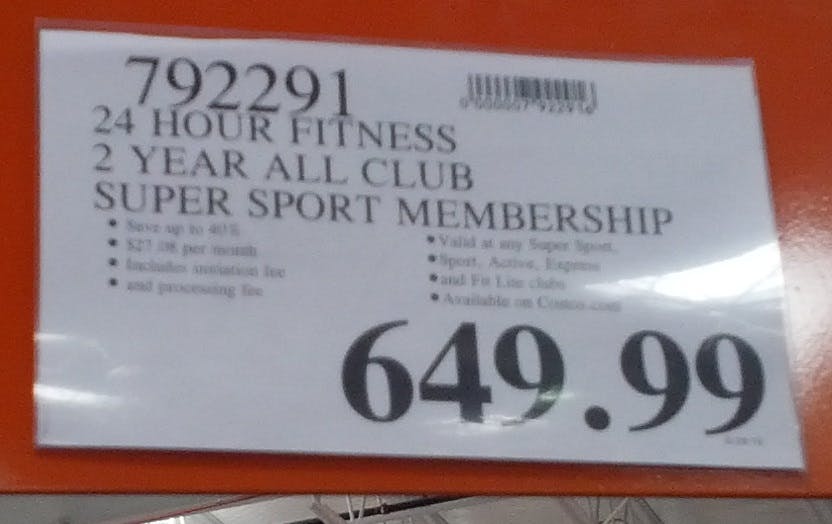 792291
24 HOUR FITNESS
2 YEAR ALL CLUB
SUPER SPORT MEMBERSHIP
• Save up to 40%
• $27.08 per month
• Includes initiation fee
• and processing fee
• Valid at any Super Sport,
• Sport, Active, Express
• and Fit Lite clubs
• Available on Costco.com
649.99